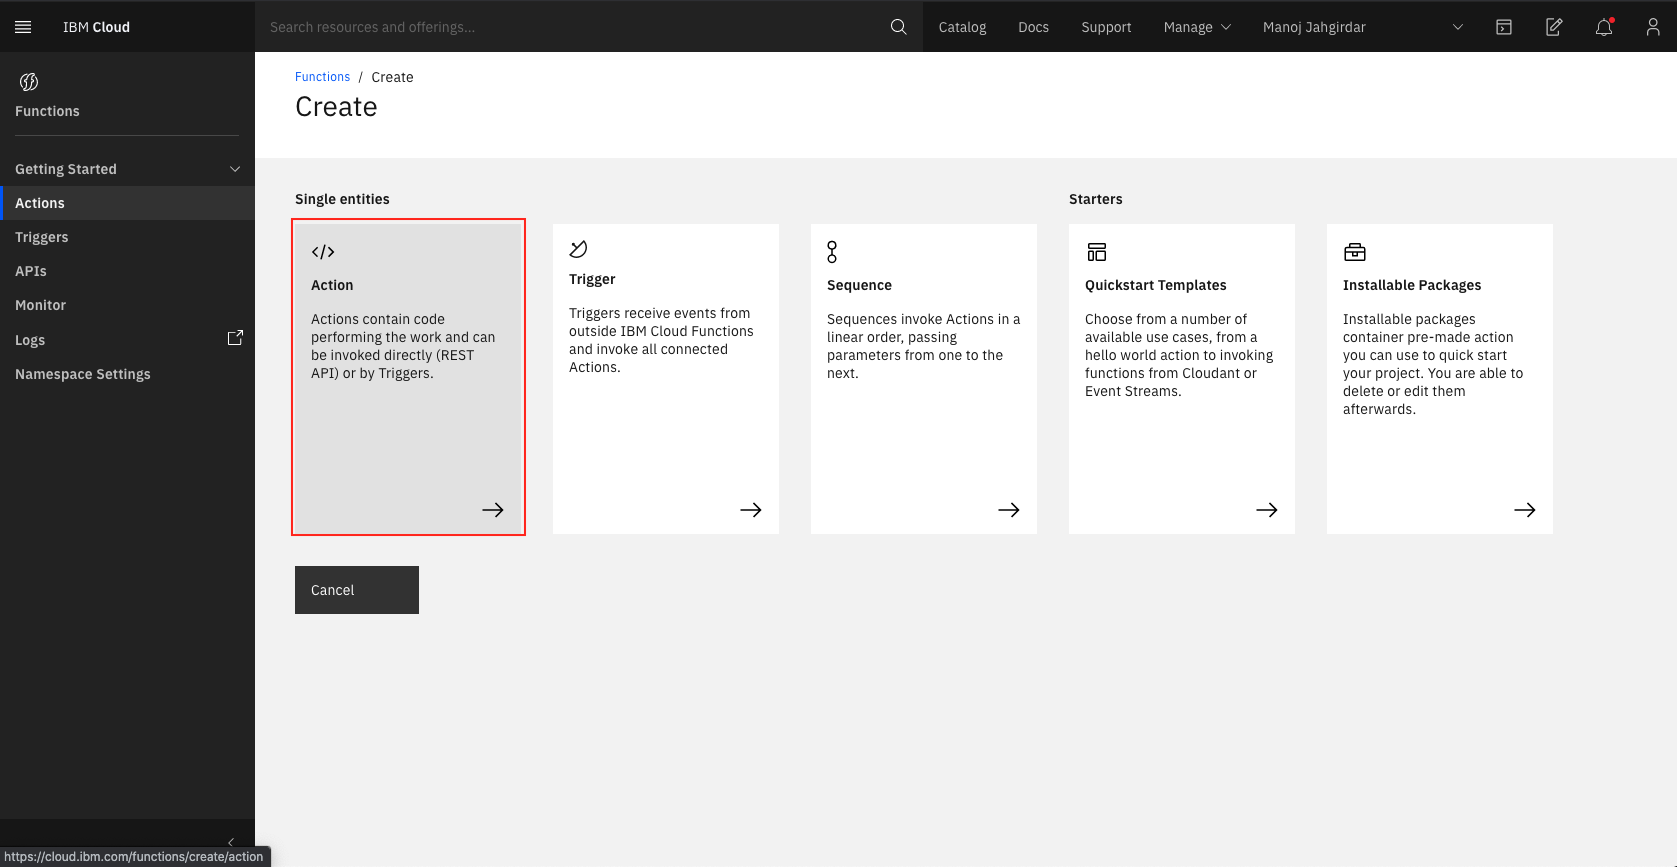 IBM Cloud
Search resources and offerings...
Catalog
Docs
Support
Manage
Manoj Jahgirdar
Functions
Getting Started
Actions
Triggers
APIs
Monitor
Logs
Namespace Settings
Functions / Create
Create
Single entities
Action
Actions contain code
performing the work and can
be invoked directly (REST
API) or by Triggers.
Trigger
Triggers receive events from
outside IBM Cloud Functions
and invoke all connected
Actions.
Sequence
Sequences invoke Actions in a
linear order, passing
parameters from one to the
next.
Starters
Quickstart Templates
Choose from a number of
available use cases, from a
hello world action to invoking
functions from Cloudant or
Event Streams.
Installable Packages
Installable packages
container pre-made action
you can use to quick start
your project. You are able to
delete or edit them
afterwards.
Cancel
https://cloud.ibm.com/functions/create/action